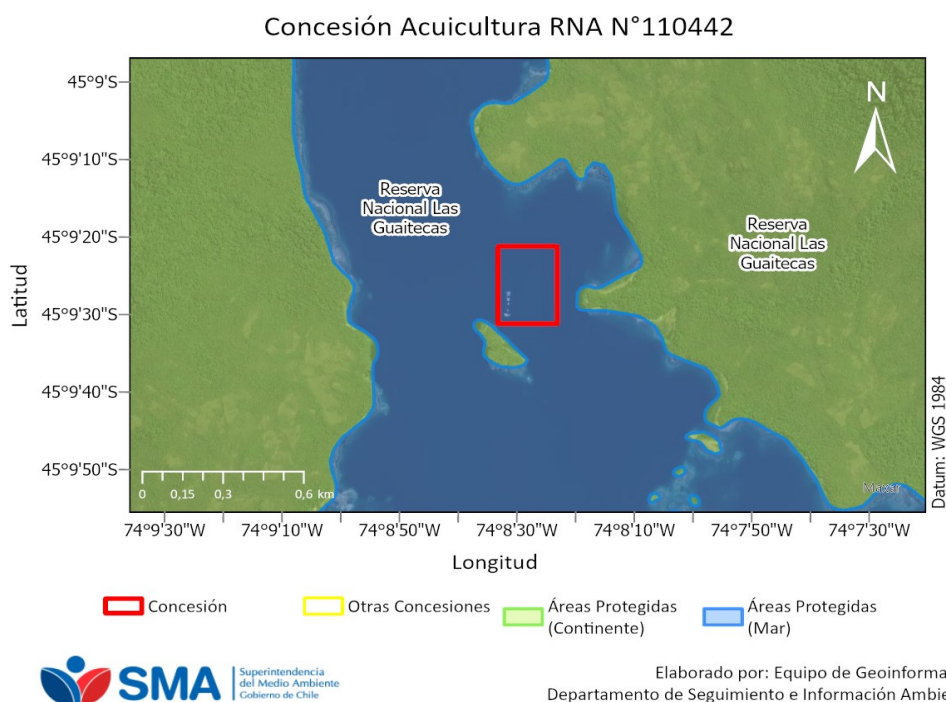 Concesión Acuicultura RNA N°110442
45°9'S
45°9'10"S
45°9'20"S
45°9'30"S
45°9'40"S
45°9'50"S
Latitud
N
Reserva
Nacional Las
Guaitecas
Reserva
Nacional Las
Guaitecas
Maxar
Datum: WGS 1984
0 0,15 0,3 0,6 km
74°9'30"W 74°9'10"W 74°8'50"W 74°8'30"W 74°8'10"W 74°7'50"W 74°7'30"W
Longitud
Concesión
Otras Concesiones
Áreas Protegidas
(Continente)
Áreas Protegidas
(Mar)
SMA
Superintendencia
del Medio Ambiente
Gobierno de Chile
Elaborado por: Equipo de Geoinforma
Departamento de Seguimiento e Información Ambie